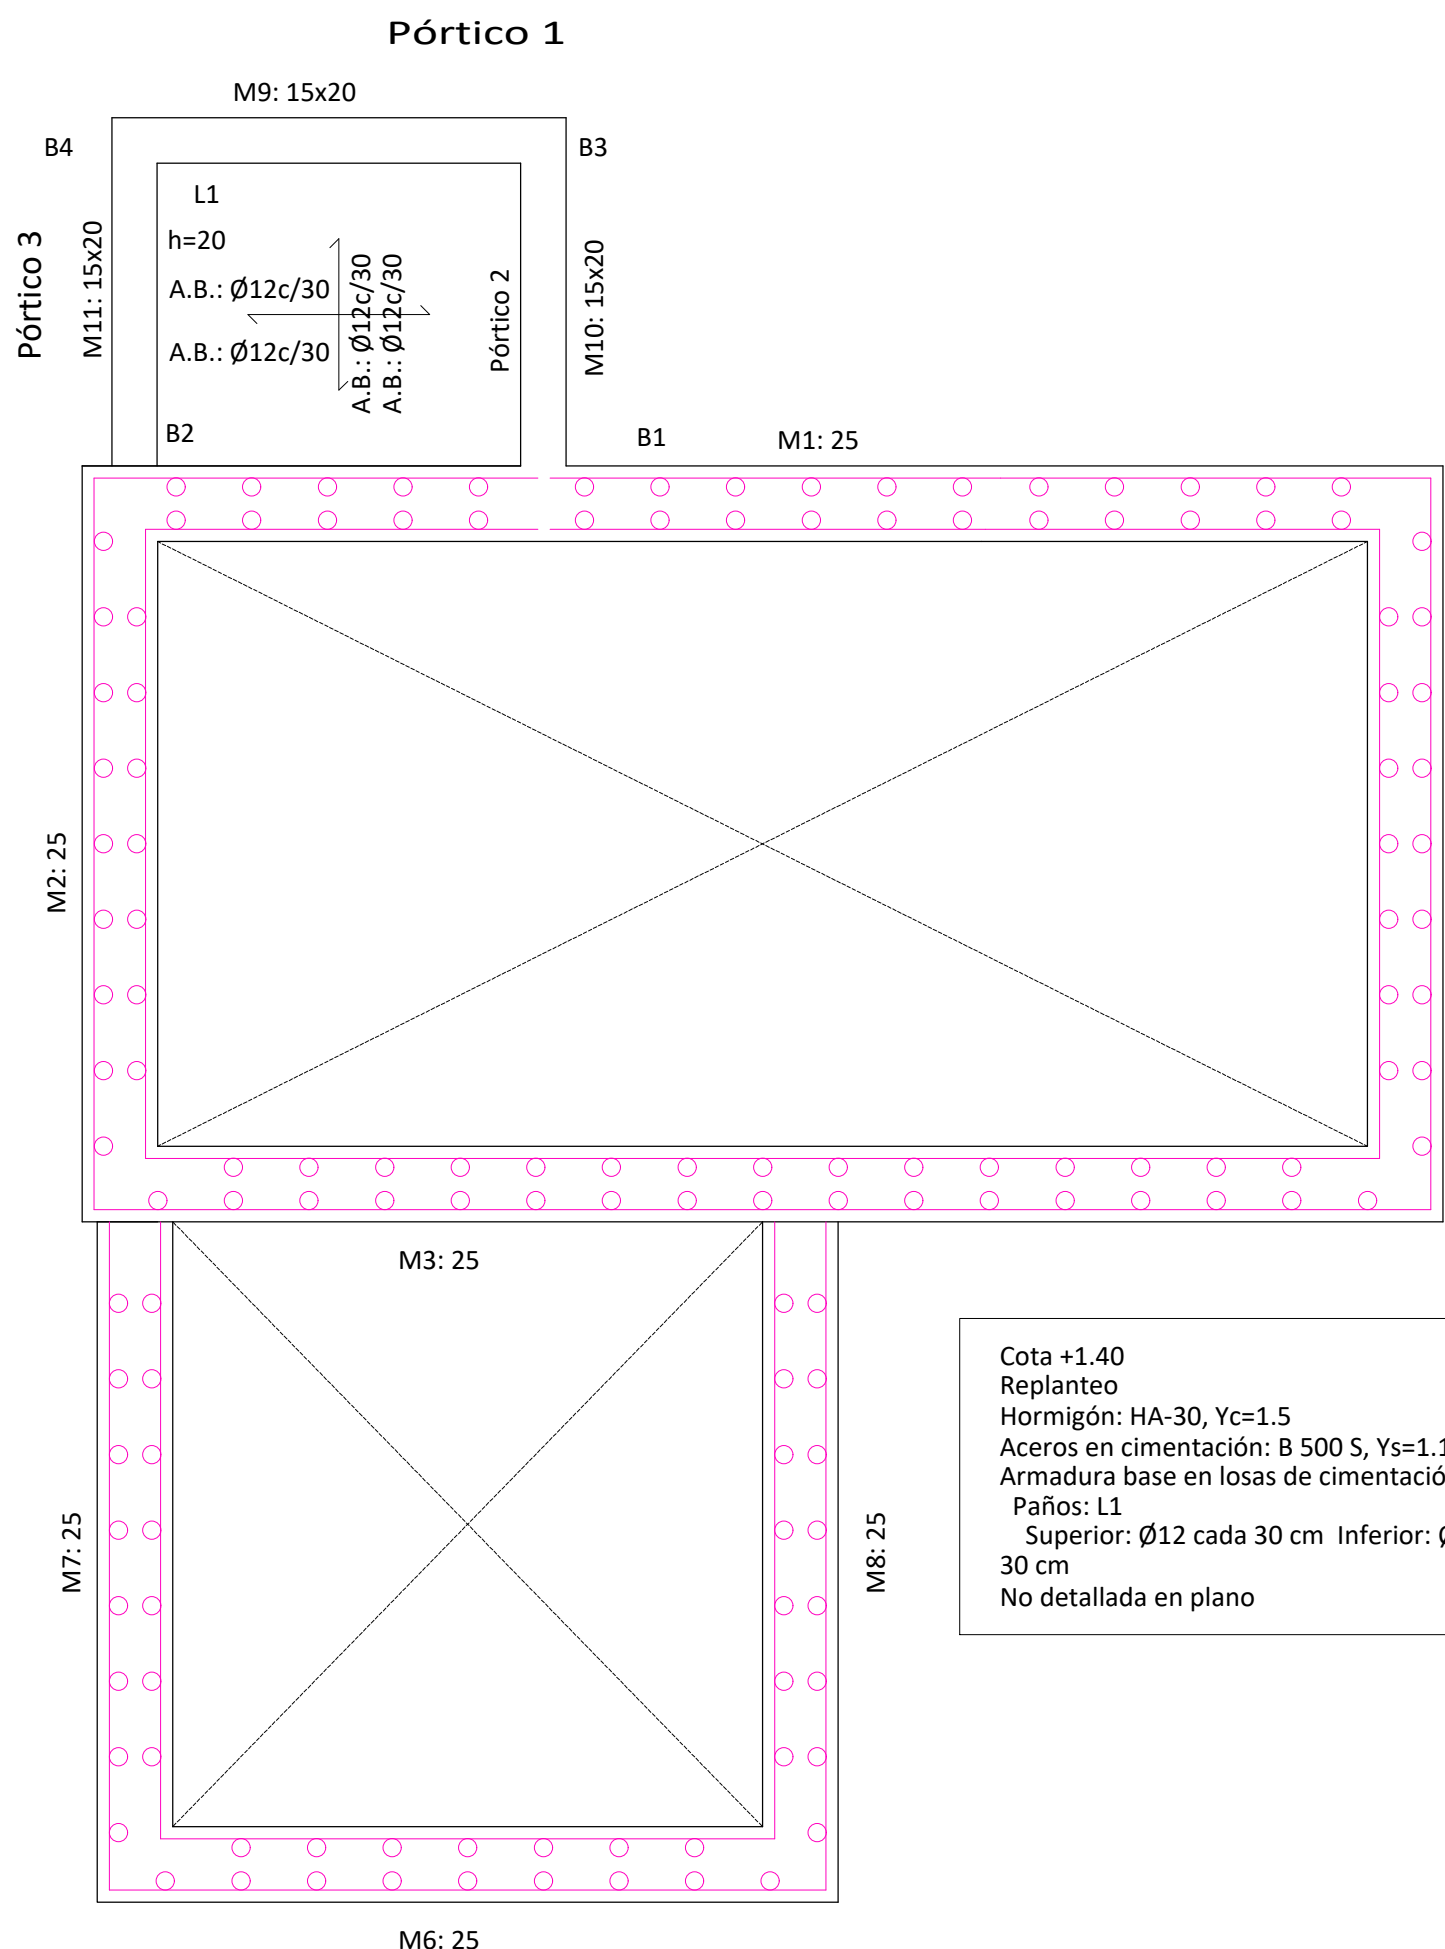 Pórtico 1
M9: 15x20
B4
B3
L1
h=20
A.B.: Ø12c/30
A.B.: Ø12c/30
A.B.: Ø12c/30
A.B.: Ø12c/30
Pórtico 3
M11: 15x20
Pórtico 2
M10: 15x20
B2
B1
M1: 25
M2: 25
M3: 25
M7: 25
M8: 25
Cota +1.40
Replanteo
Hormigón: HA-30, Yc=1.5
Aceros en cimentación: B 500 S, Ys=1.1
Armadura base en losas de cimentació
Paños: L1
Superior: Ø12 cada 30 cm Inferior: Ø
30 cm
No detallada en plano
M6: 25